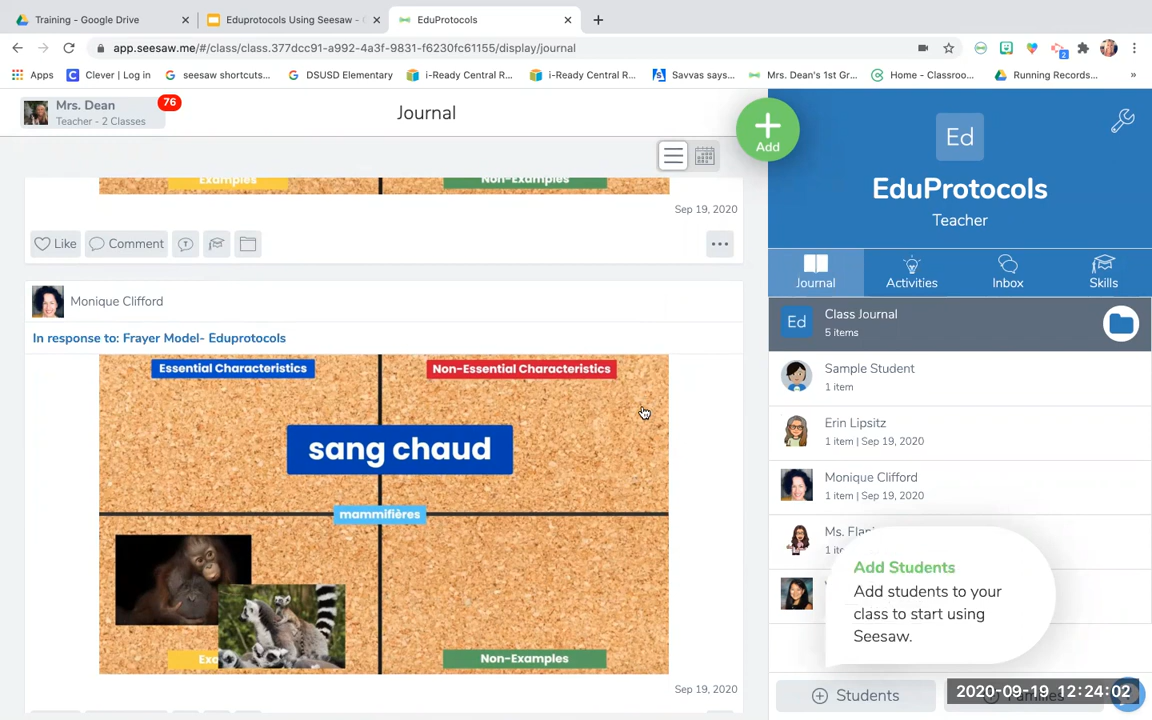 Training - Google Drive
Eduprotocols Using Seesaw -
EduProtocols
app.seesaw.me/#/class/class.377dcc91-a992-4a3f-9831-f6230fc61155/display/journal
2
Apps
Clever | Log in
seesaw shortcuts...
DSUSD Elementary
i-Ready Central R...
i-Ready Central R...
Savvas says...
Mrs. Dean's 1st Gr...
Home - Classroo...
Running Records...
»
Mrs. Dean
Teacher - 2 Classes
76
Journal
Add
Ed
EduProtocols
Teacher
Journal
Activities
Inbox
Skills
Examples
Non-Examples
Sep 19, 2020
Like
Comment
T
Monique Clifford
In response to: Frayer Model- Eduprotocols
Essential Characteristics
Non-Essential Characteristics
sang chaud
mammifières
Exa
Non-Examples
Sep 19, 2020
Ed
Class Journal
5 items
Sample Student
1 item
Erin Lipsitz
1 item | Sep 19, 2020
Monique Clifford
1 item | Sep 19, 2020
Add Students
Add students to your
class to start using
Seesaw.
Students
2020-09-19 12:24:02